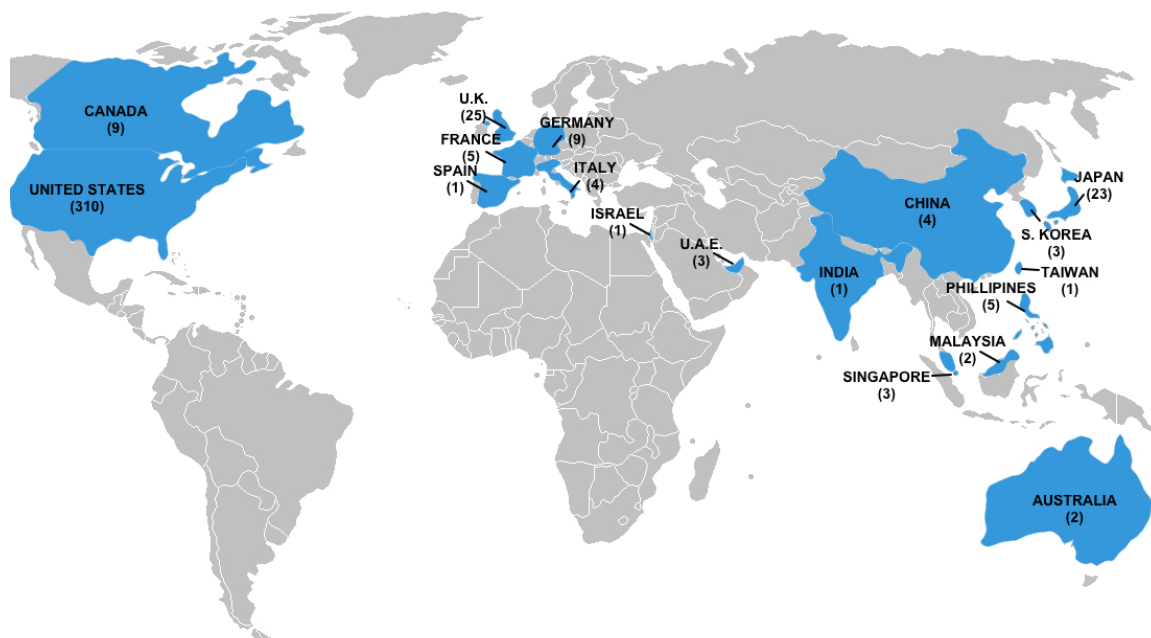 CANADA
(9)
UNITED STATES
(310)
U.K.
(25)
GERMANY
(9)
FRANCE
(5)
SPAIN
(1)
ITALY
(4)
ISRAEL
(1)
U.A.E.
(3)
INDIA
(1)
CHINA
(4)
JAPAN
(23)
S. KOREA
(3)
TAIWAN
(1)
PHILLIPINES
(5)
MALAYSIA
(2)
SINGAPORE
(3)
AUSTRALIA
(2)